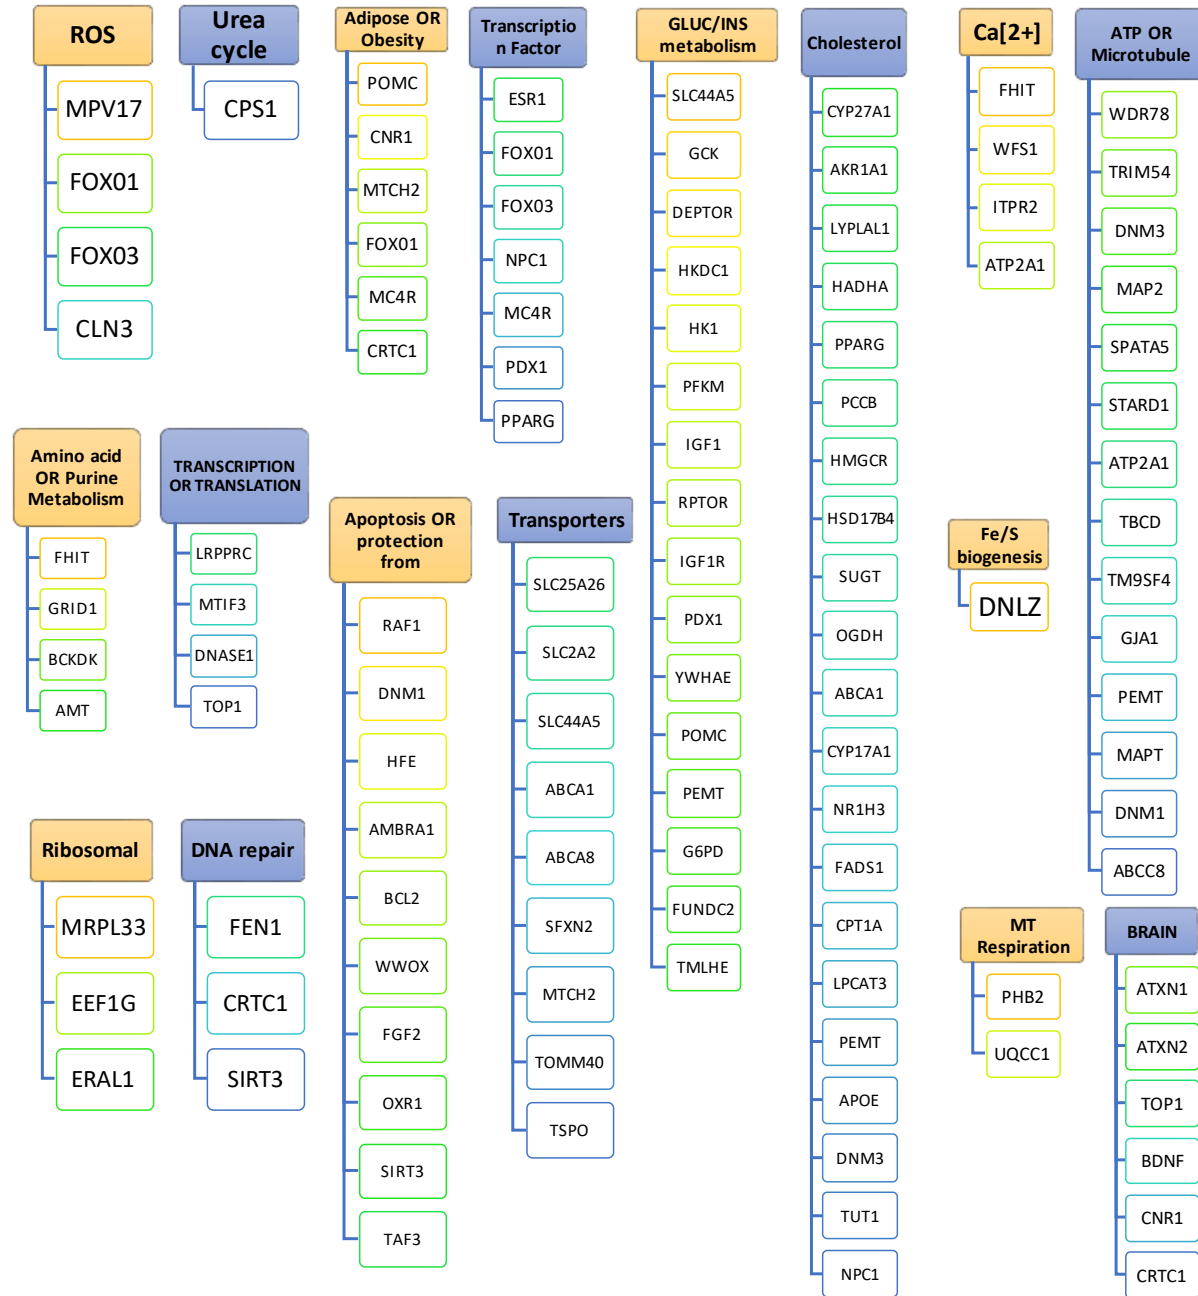 ROS
MPV17
FOX01
FOX03
CLN3
Urea
cycle
CPS1
Adipose OR
Obesity
POMC
CNR1
MTCH2
FOX01
MC4R
CRTC1
Transcriptio
n Factor
ESR1
FOX01
FOX03
NPC1
MC4R
PDX1
PPARG
GLUC/INS
metabolism
SLC44A5
GCK
DEPTOR
HKDC1
HK1
PFKM
IGF1
RPTOR
IGF1R
PDX1
YWHAE
POMC
PEMT
G6PD
FUNDC2
TMLHE
Cholesterol
CYP27A1
AKR1A1
LYPLAL1
HADHA
PPARG
PCCB
HMGCR
HSD17B4
SUGT
OGDH
ABCA1
CYP17A1
NR1H3
FADS1
CPT1A
LPCAT3
PEMT
APOE
DNM3
TUT1
NPC1
Ca[2+]
FHIT
WFS1
ITPR2
ATP2A1
ATP OR
Microtubule
WDR78
TRIM54
DNM3
MAP2
SPATA5
STARD1
ATP2A1
TBCD
TM9SF4
GJA1
PEMT
MAPT
DNM1
ABCC8
Amino acid
OR Purine
Metabolism
FHIT
GRID1
BCKDK
AMT
TRANSCRIPTION
OR TRANSLATION
LRPPRC
MTIF3
DNASE1
TOP1
Apoptosis OR
protection
from
RAF1
DNM1
HFE
AMBRA1
BCL2
WWOX
FGF2
OXR1
SIRT3
TAF3
Transporters
SLC25A26
SLC2A2
SLC44A5
ABCA1
ABCA8
SFXN2
MTCH2
TOMM40
TSPO
Fe/S
biogenesis
DNLZ
Ribosomal
MRPL33
EEF1G
ERAL1
DNA repair
FEN1
CRTC1
SIRT3
MT
Respiration
PHB2
UQCC1
BRAIN
ATXN1
ATXN2
TOP1
BDNF
CNR1
CRTC1